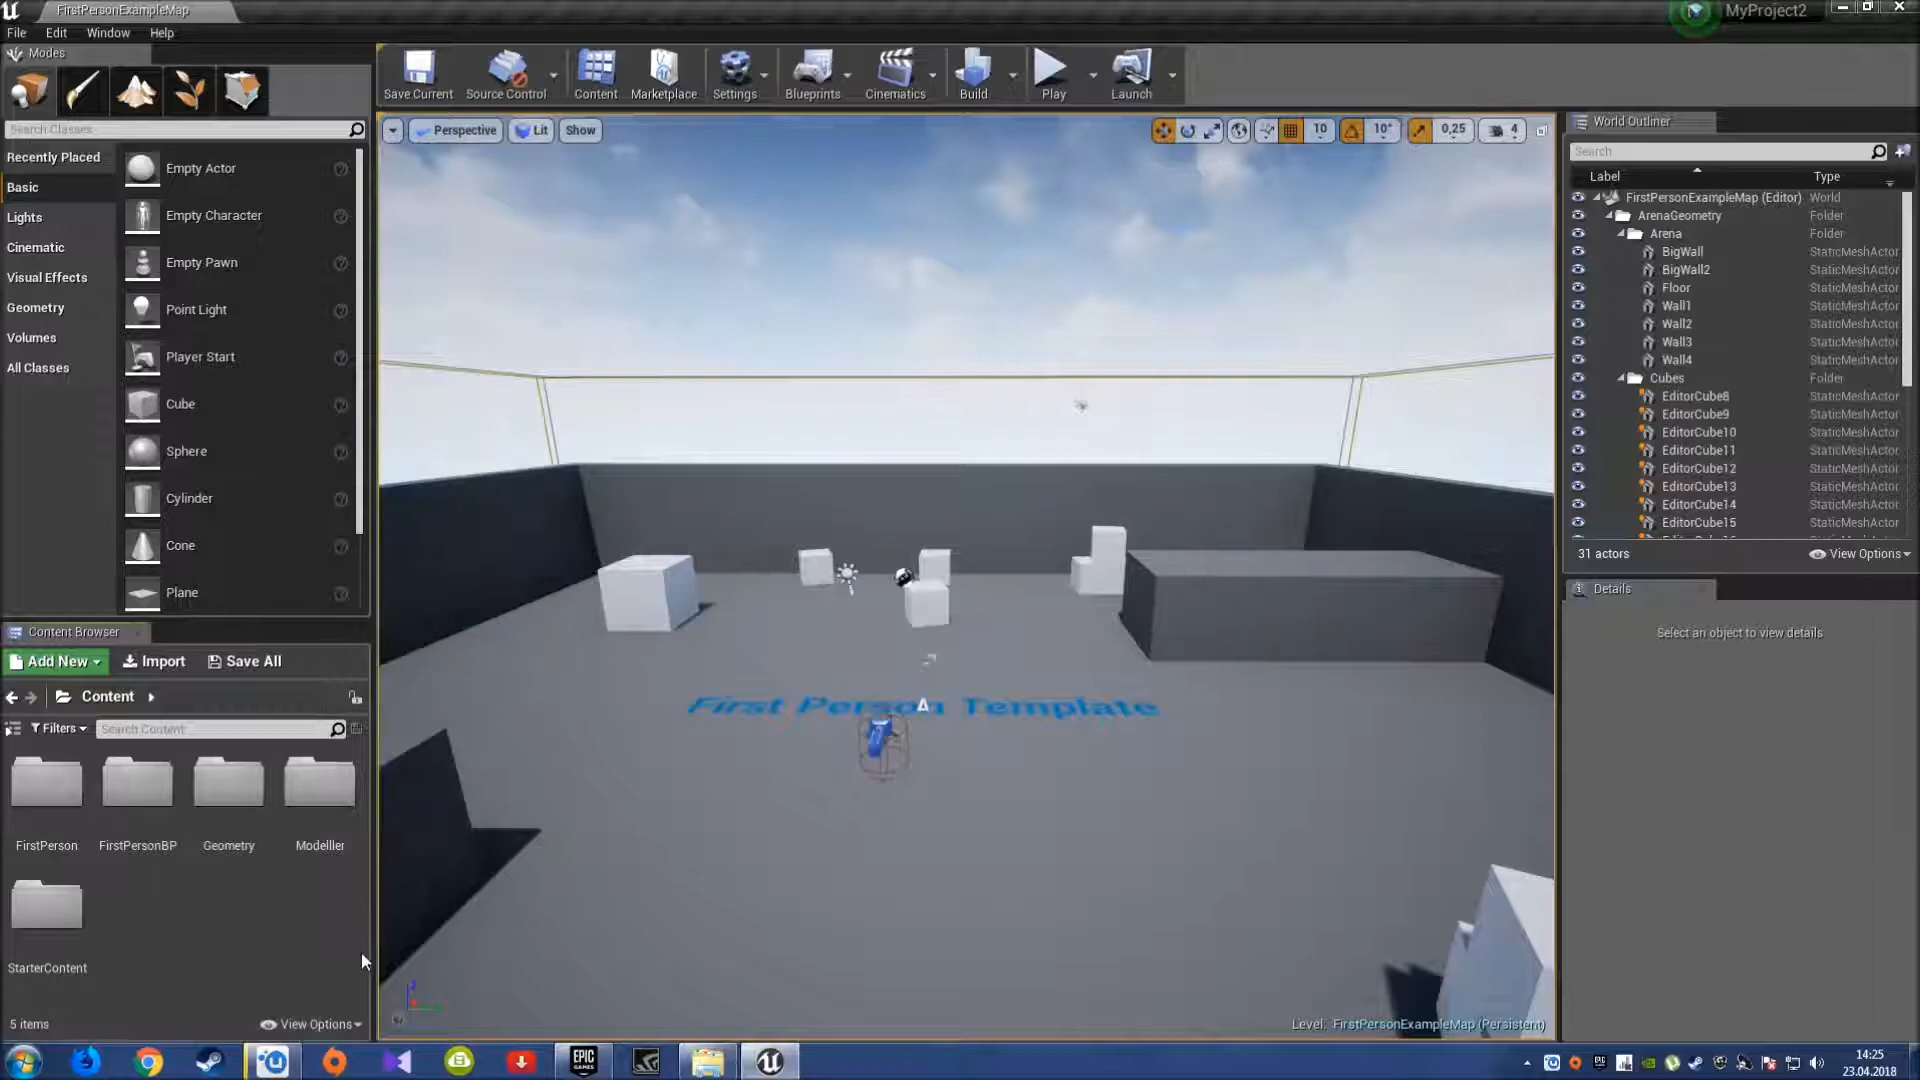 FirstPersonExampleMap
MyProject2
File Edit Window Help
Modes
Save Current Source Control Content Marketplace Settings Blueprints Cinematics Build Play Launch
Search Classes
Recently Placed
Basic
Lights
Cinematic
Visual Effects
Geometry
Volumes
All Classes
Empty Actor
Empty Character
Empty Pawn
Point Light
Player Start
Cube
Sphere
Cylinder
Cone
Plane
Perspective Lit Show
10 10° 0,25 4
First Person Template
Level: FirstPersonExampleMap (Persistent)
World Outliner
Search
Label Type
FirstPersonExampleMap (Editor) World
ArenaGeometry Folder
Arena Folder
BigWall StaticMeshActor
BigWall2 StaticMeshActor
Floor StaticMeshActor
Wall1 StaticMeshActor
Wall2 StaticMeshActor
Wall3 StaticMeshActor
Wall4 StaticMeshActor
Cubes Folder
EditorCube8 StaticMeshActor
EditorCube9 StaticMeshActor
EditorCube10 StaticMeshActor
EditorCube11 StaticMeshActor
EditorCube12 StaticMeshActor
EditorCube13 StaticMeshActor
EditorCube14 StaticMeshActor
EditorCube15 StaticMeshActor
31 actors View Options
Details
Select an object to view details
Content Browser
Add New Import Save All
Content
Filters Search Content
FirstPerson FirstPersonBP Geometry Modelller
StarterContent
5 items View Options
EPIC
GAMES
14:25
23.04.2018